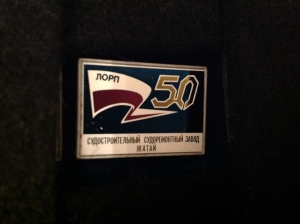 ЛОРП
50
СУДОСТРОИТЕЛЬНЫЙ СУДОРЕМОНТНЫЙ ЗАВОД
ЖАТАЙ